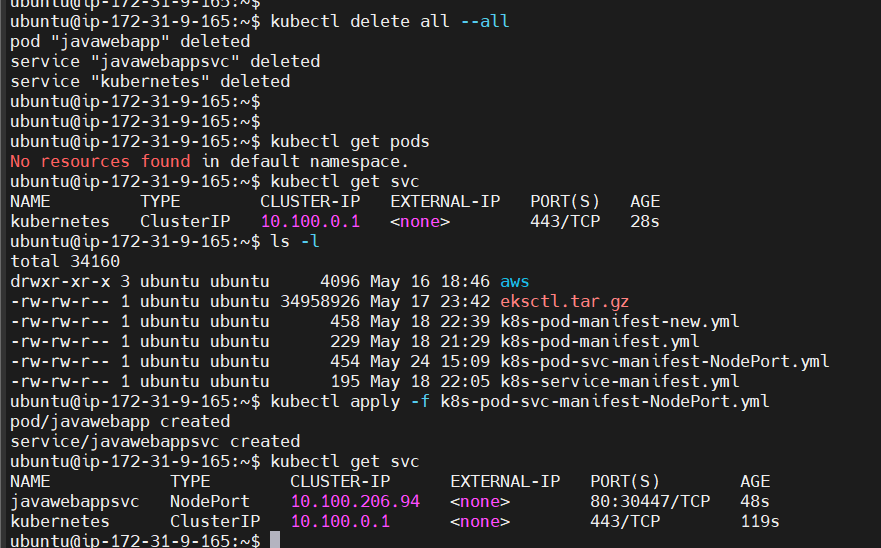 ubuntu@ip-172-31-9-165:~$
ubuntu@ip-172-31-9-165:~$ kubectl delete all --all
pod "javawebapp" deleted
service "javawebappsvc" deleted
service "kubernetes" deleted
ubuntu@ip-172-31-9-165:~$
ubuntu@ip-172-31-9-165:~$
ubuntu@ip-172-31-9-165:~$ kubectl get pods
No resources found in default namespace.
ubuntu@ip-172-31-9-165:~$ kubectl get svc
NAME         TYPE        CLUSTER-IP   EXTERNAL-IP   PORT(S)   AGE
kubernetes   ClusterIP   10.100.0.1   <none>        443/TCP   28s
ubuntu@ip-172-31-9-165:~$ ls -l
total 34160
drwxr-xr-x 3 ubuntu ubuntu     4096 May 16 18:46 aws
-rw-rw-r-- 1 ubuntu ubuntu 34958926 May 17 23:42 eksctl.tar.gz
-rw-rw-r-- 1 ubuntu ubuntu      458 May 18 22:39 k8s-pod-manifest-new.yml
-rw-rw-r-- 1 ubuntu ubuntu      229 May 18 21:29 k8s-pod-manifest.yml
-rw-rw-r-- 1 ubuntu ubuntu      454 May 24 15:09 k8s-pod-svc-manifest-NodePort.yml
-rw-rw-r-- 1 ubuntu ubuntu      195 May 18 22:05 k8s-service-manifest.yml
ubuntu@ip-172-31-9-165:~$ kubectl apply -f k8s-pod-svc-manifest-NodePort.yml
pod/javawebapp created
service/javawebappsvc created
ubuntu@ip-172-31-9-165:~$ kubectl get svc
NAME            TYPE        CLUSTER-IP      EXTERNAL-IP   PORT(S)        AGE
javawebappsvc   NodePort    10.100.206.94   <none>        80:30447/TCP   48s
kubernetes      ClusterIP   10.100.0.1      <none>        443/TCP        119s
ubuntu@ip-172-31-9-165:~$